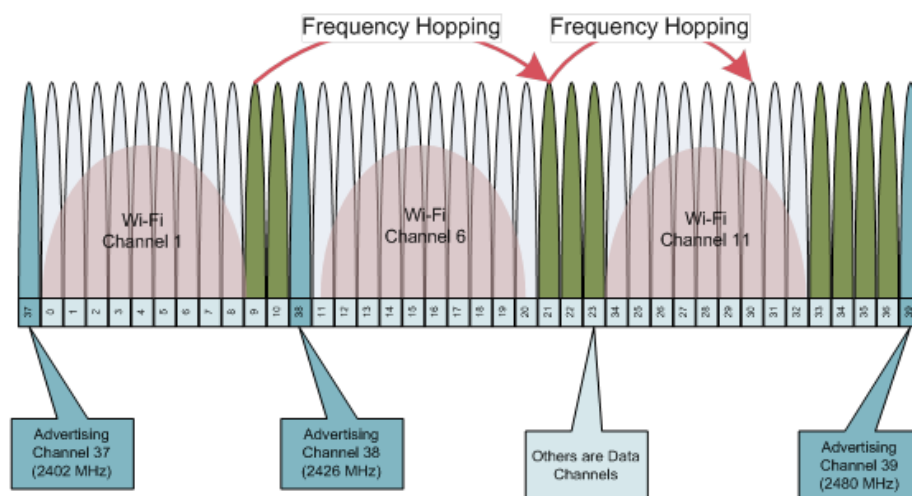 Frequency Hopping
Frequency Hopping
Wi-Fi
Channel 1
Wi-Fi
Channel 6
Wi-Fi
Channel 11
37 0 1 2 3 4 5 6 7 8 9 10 38 11 12 13 14 15 16 17 18 19 20 21 22 23 34 25 26 27 28 29 30 31 32 33 34 35 36 39
Advertising
Channel 37
(2402 MHz)
Advertising
Channel 38
(2426 MHz)
Others are Data
Channels
Advertising
Channel 39
(2480 MHz)